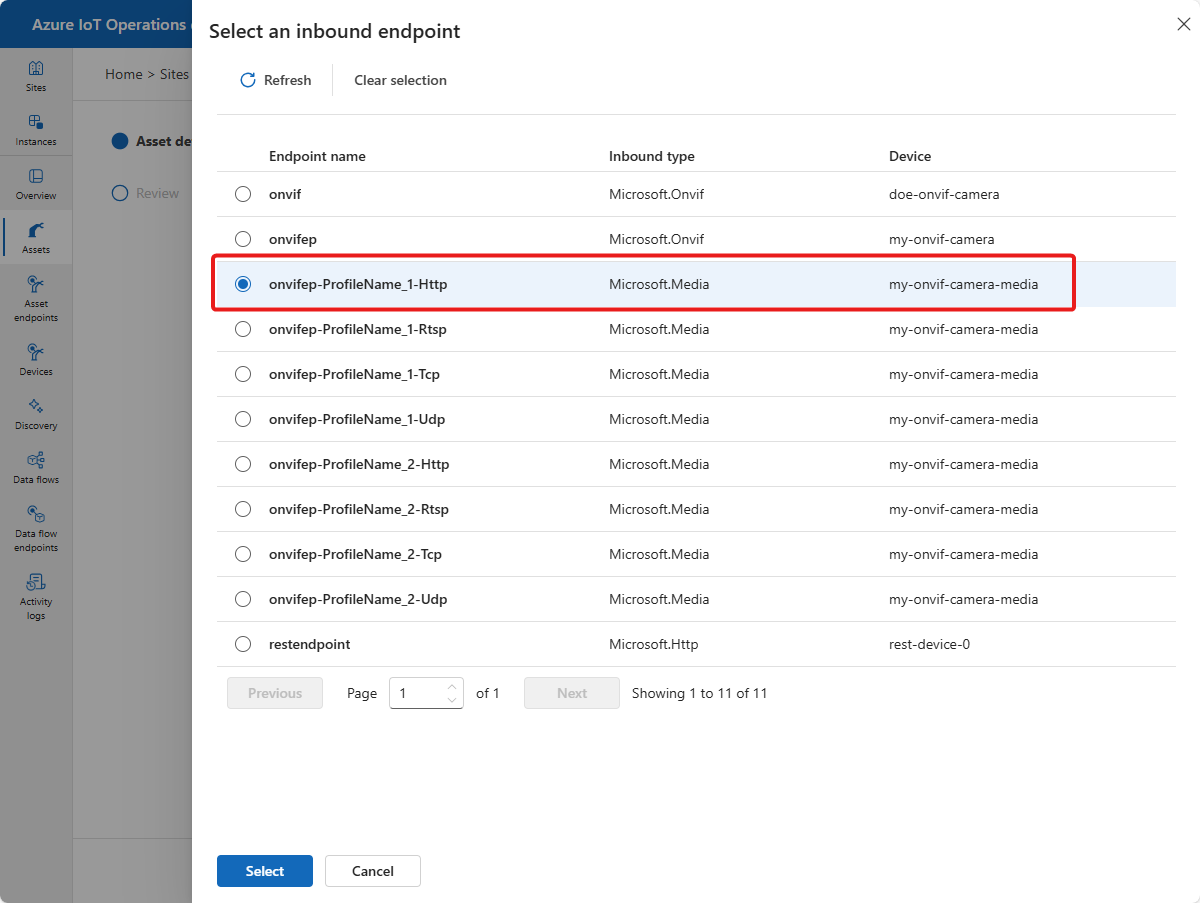 Azure IoT Operations
Select an inbound endpoint
Sites
Instances
Overview
Assets
Asset
endpoints
Devices
Discovery
Data flows
Data flow
endpoints
Activity
logs
Home > Sites
Asset de
Review
Refresh Clear selection
Endpoint name Inbound type Device
onvif Microsoft.Onvif doe-onvif-camera
onvifep Microsoft.Onvif my-onvif-camera
onvifep-ProfileName_1-Http Microsoft.Media my-onvif-camera-media
onvifep-ProfileName_1-Rtsp Microsoft.Media my-onvif-camera-media
onvifep-ProfileName_1-Tcp Microsoft.Media my-onvif-camera-media
onvifep-ProfileName_1-Udp Microsoft.Media my-onvif-camera-media
onvifep-ProfileName_2-Http Microsoft.Media my-onvif-camera-media
onvifep-ProfileName_2-Rtsp Microsoft.Media my-onvif-camera-media
onvifep-ProfileName_2-Tcp Microsoft.Media my-onvif-camera-media
onvifep-ProfileName_2-Udp Microsoft.Media my-onvif-camera-media
restendpoint Microsoft.Http rest-device-0
Previous Page 1 of 1 Next Showing 1 to 11 of 11
Select Cancel